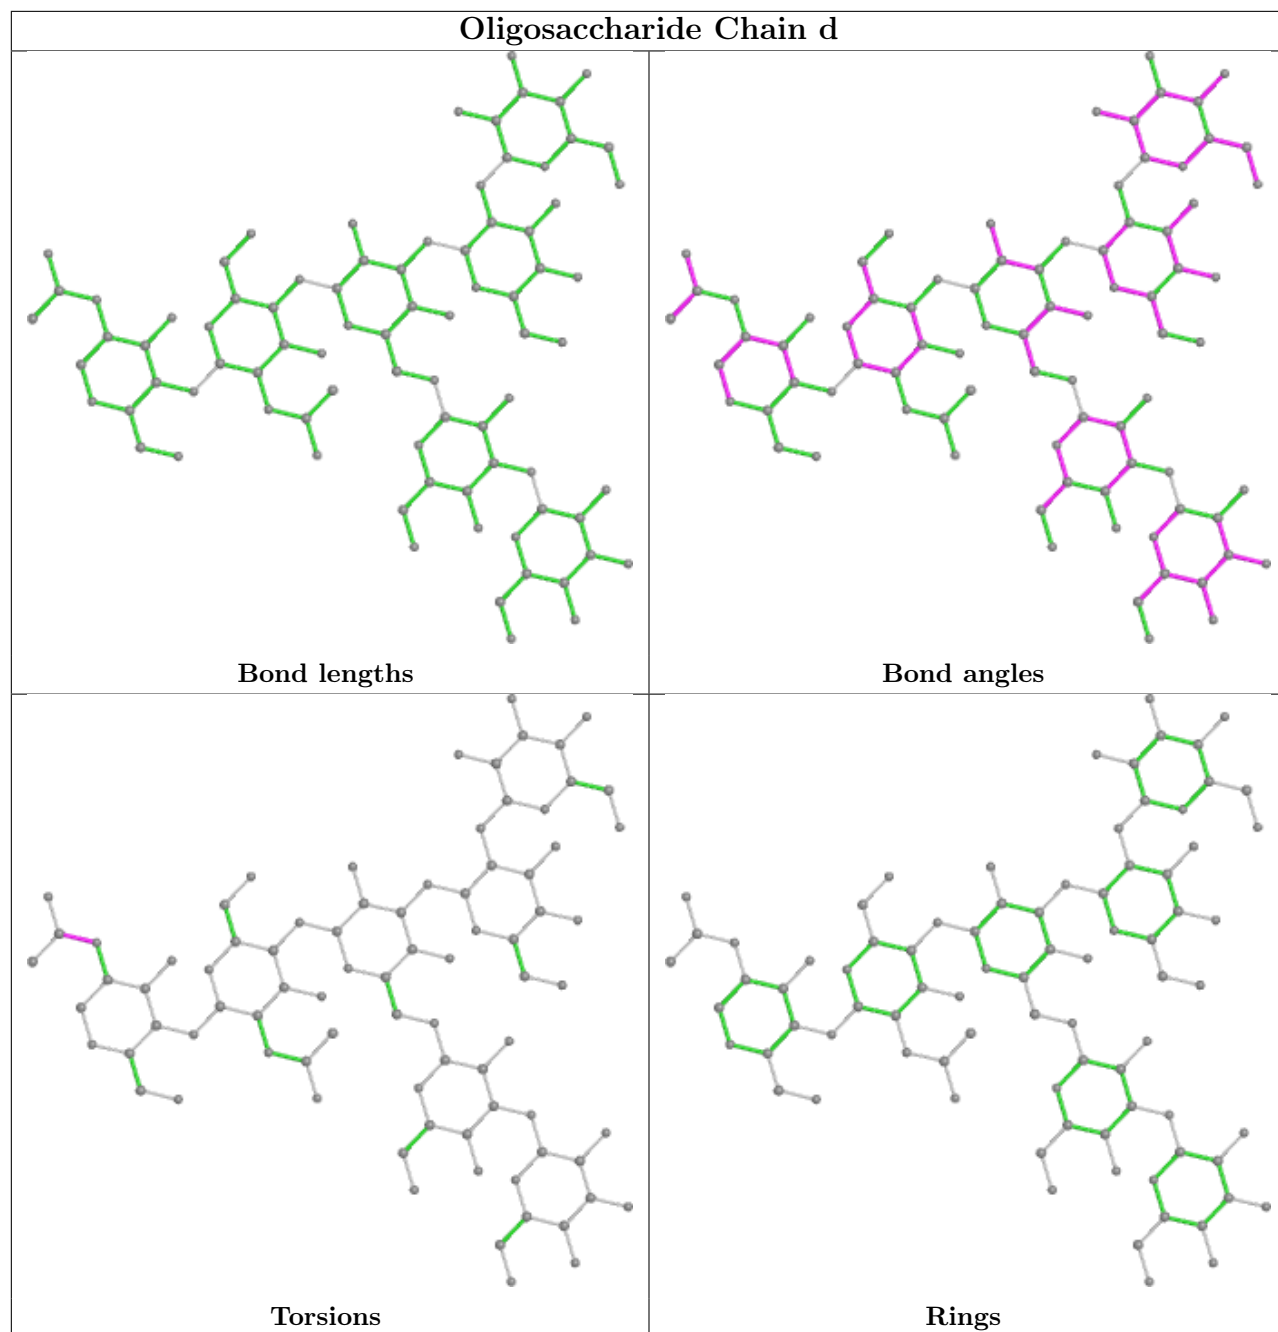 Oligosaccharide Chain d
Bond lengths
Bond angles
Torsions
Rings